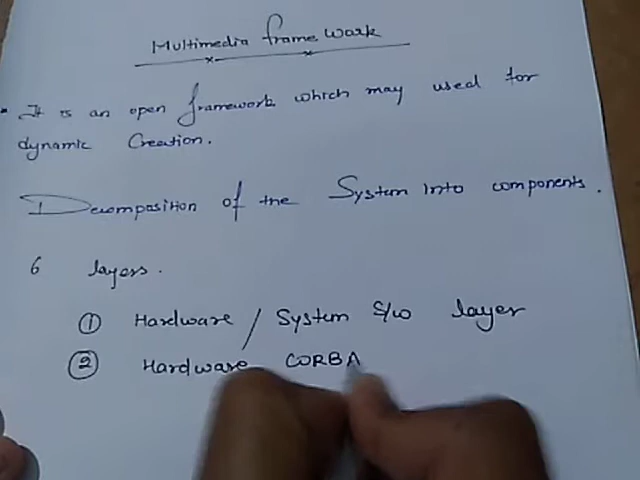 Multimedia frame work
• It is an open framework which may used for
dynamic Creation.
Decomposition of the System into components.
6 layers.
① Hardware / System S/w layer
② Hardware CORBA